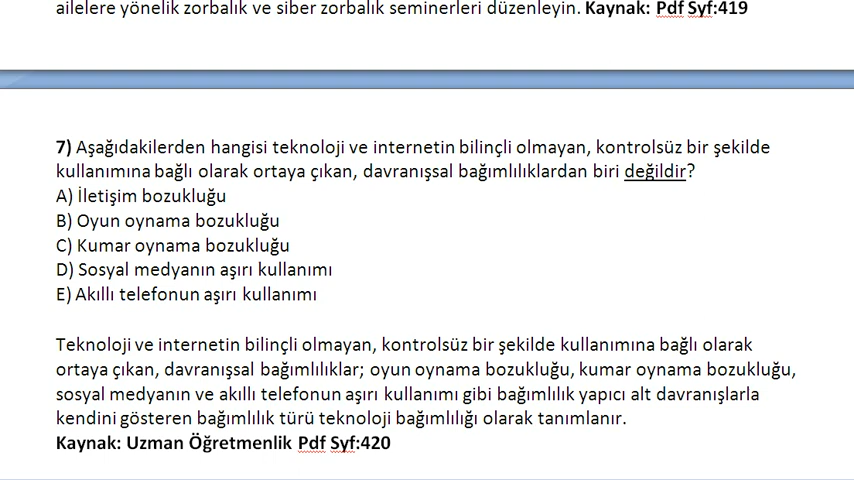 ailelere yönelik zorbalık ve siber zorbalık seminerleri düzenleyin. Kaynak: Pdf Syf:419
7) Aşağıdakilerden hangisi teknoloji ve internetin bilinçli olmayan, kontrolsüz bir şekilde
kullanımına bağlı olarak ortaya çıkan, davranışsal bağımlılıklardan biri değildir?
A) İletişim bozukluğu
B) Oyun oynama bozukluğu
C) Kumar oynama bozukluğu
D) Sosyal medyanın aşırı kullanımı
E) Akıllı telefonun aşırı kullanımı
Teknoloji ve internetin bilinçli olmayan, kontrolsüz bir şekilde kullanımına bağlı olarak
ortaya çıkan, davranışsal bağımlılıklar; oyun oynama bozukluğu, kumar oynama bozukluğu,
sosyal medyanın ve akıllı telefonun aşırı kullanımı gibi bağımlılık yapıcı alt davranışlarla
kendini gösteren bağımlılık türü teknoloji bağımlılığı olarak tanımlanır.
Kaynak: Uzman Öğretmenlik Pdf Syf:420